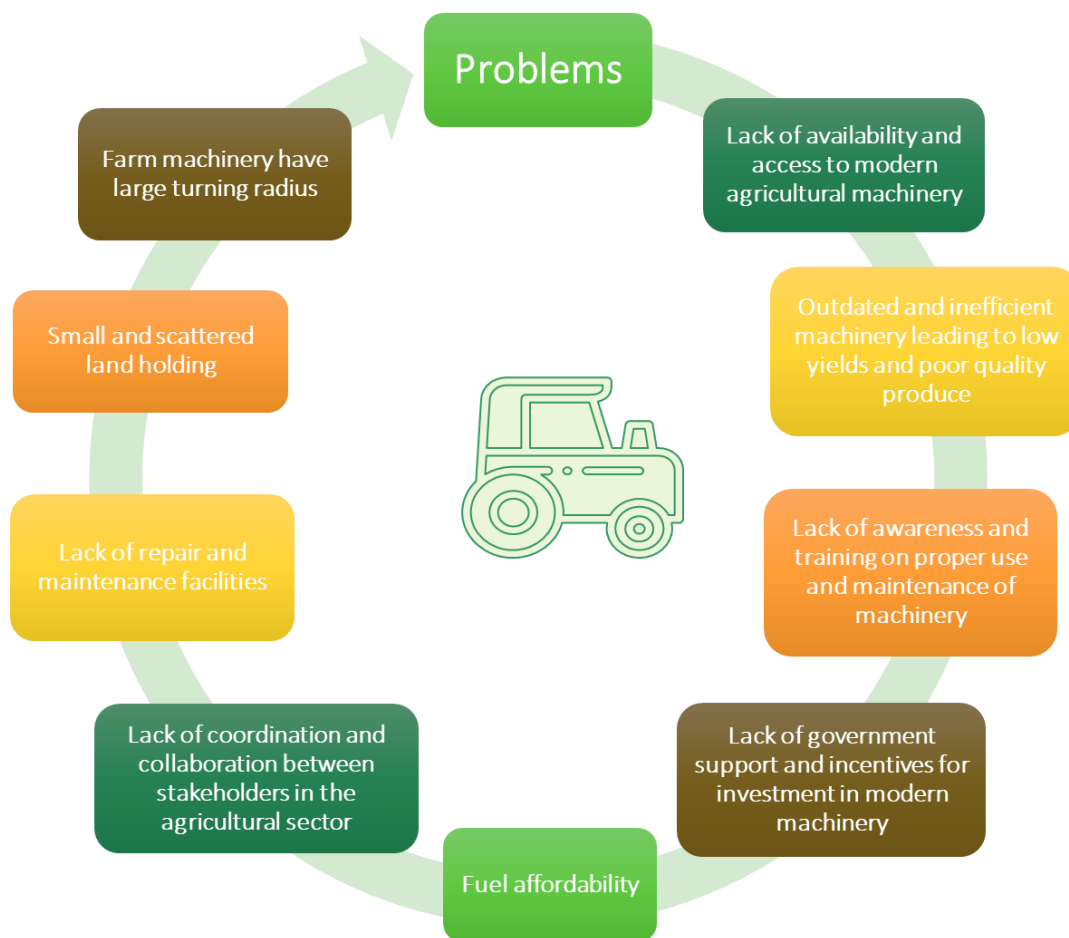 Problems
Lack of availability and
access to modern
agricultural machinery
Outdated and inefficient
machinery leading to low
yields and poor quality
produce
Lack of awareness and
training on proper use
and maintenance of
machinery
Lack of government
support and incentives for
investment in modern
machinery
Fuel affordability
Lack of coordination and
collaboration between
stakeholders in the
agricultural sector
Lack of repair and
maintenance facilities
Small and scattered
land holding
Farm machinery have
large turning radius